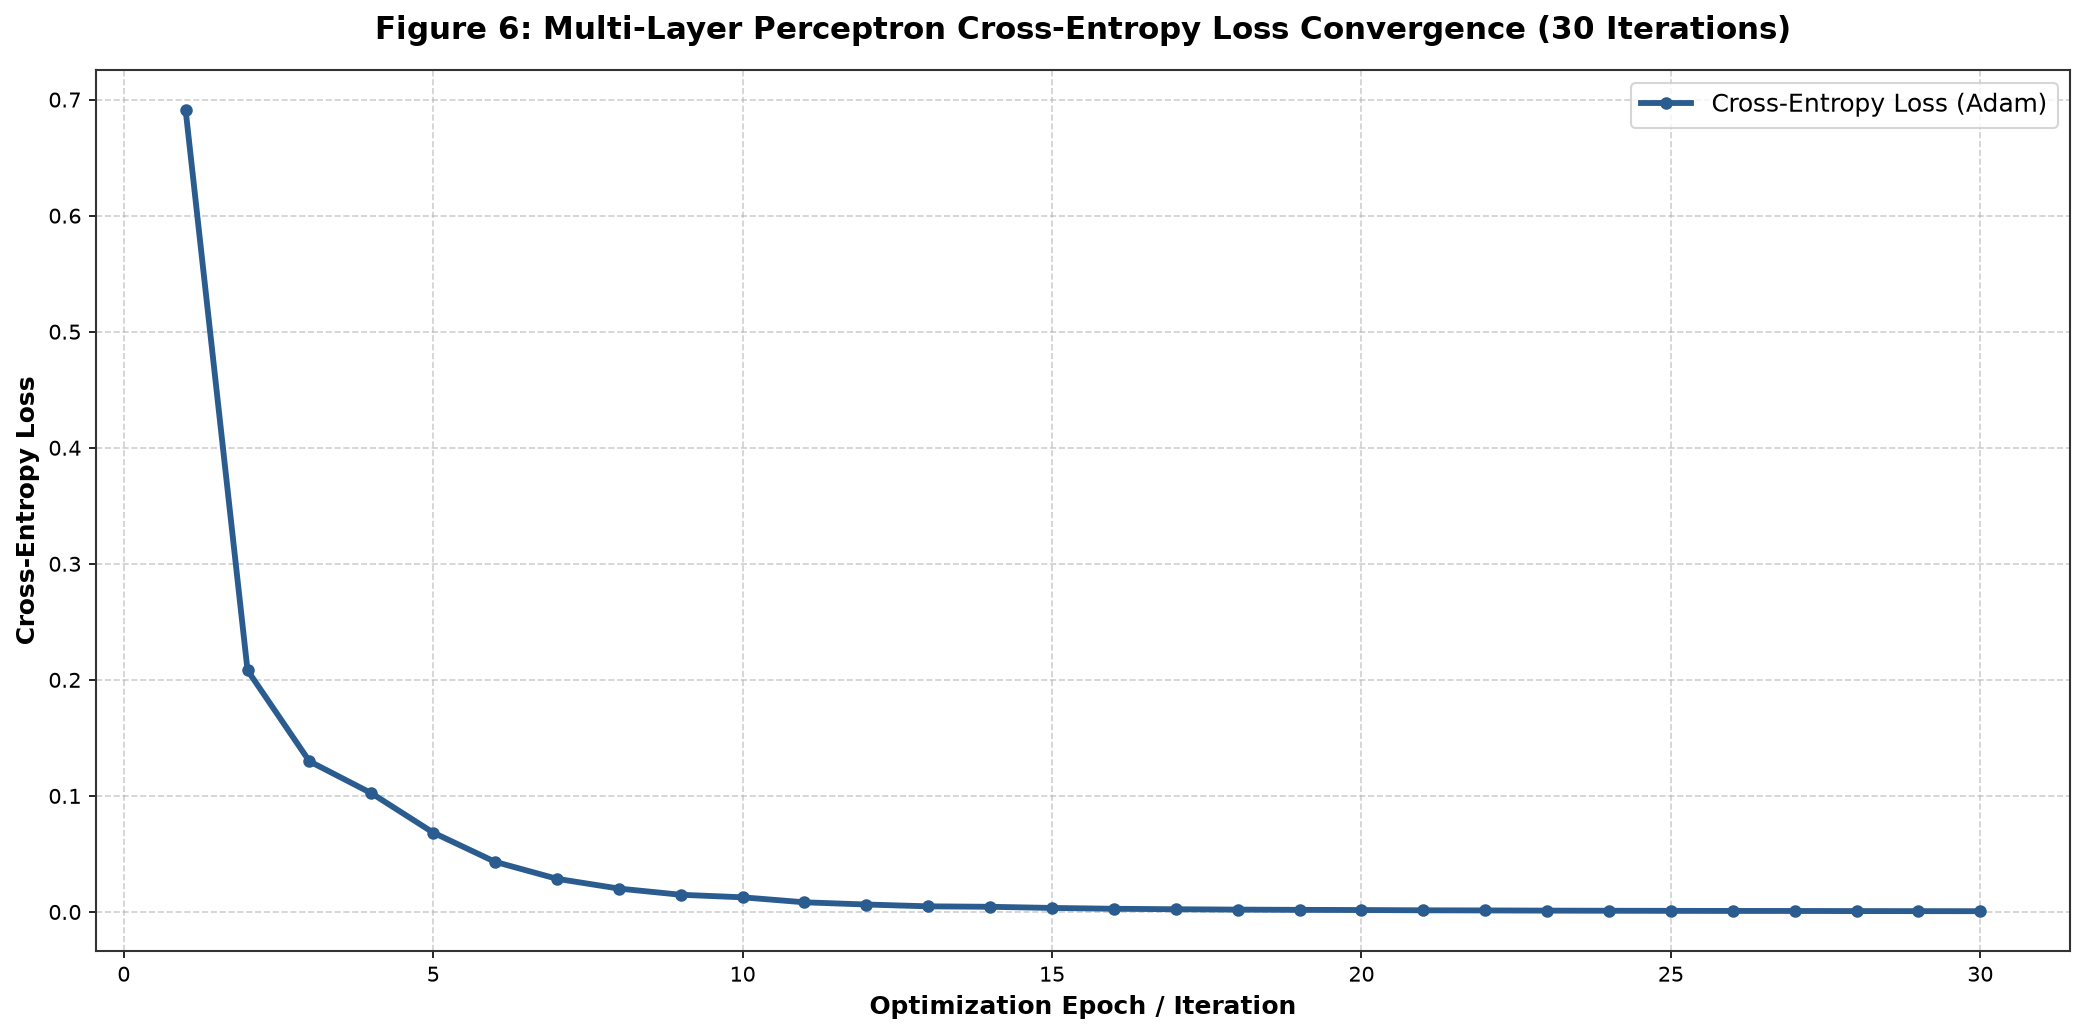 Figure 6: Multi-Layer Perceptron Cross-Entropy Loss Convergence (30 Iterations)
Cross-Entropy Loss (Adam)
0.7
0.6
0.5
0.4
0.3
0.2
0.1
0.0
Cross-Entropy Loss
0 5 10 15 20 25 30
Optimization Epoch / Iteration